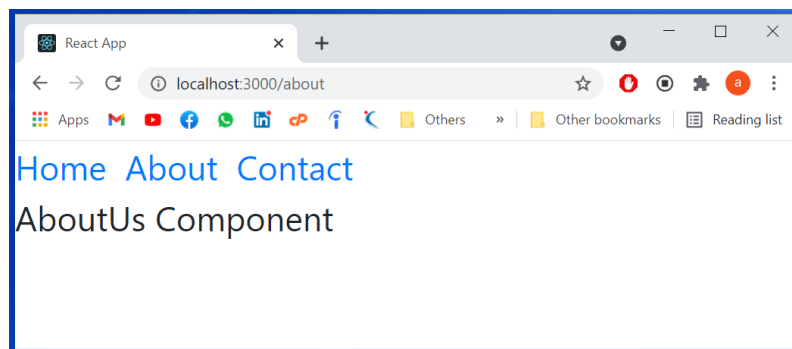 React App
localhost:3000/about
a
Apps Others » Other bookmarks Reading list
Home About Contact
AboutUs Component